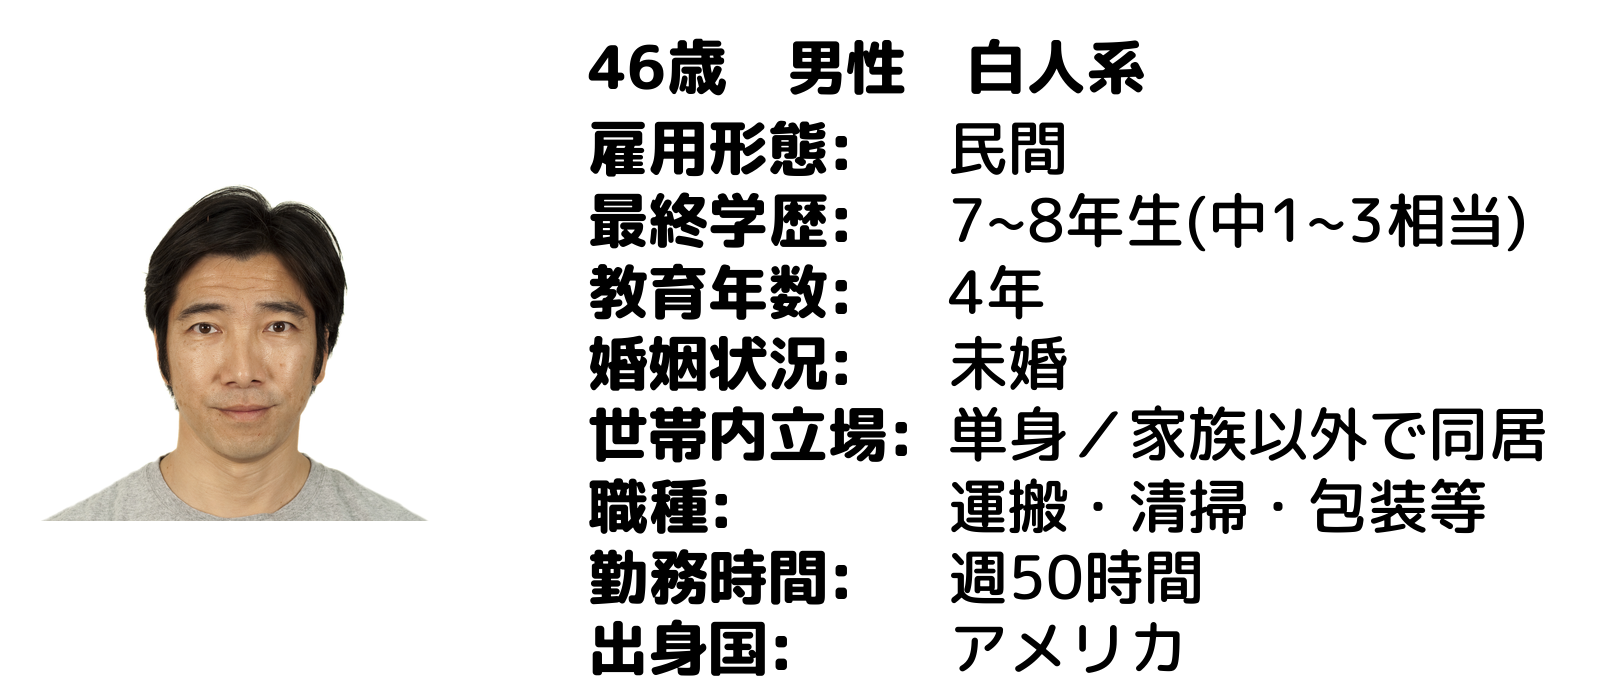 46歳　男性　白人系
雇用形態:　民間
最終学歴:　7~8年生(中1~3相当)
教育年数:　4年
婚姻状況:　未婚
世帯内立場:　単身／家族以外で同居
職種:　運搬・清掃・包装等
勤務時間:　週50時間
出身国:　アメリカ